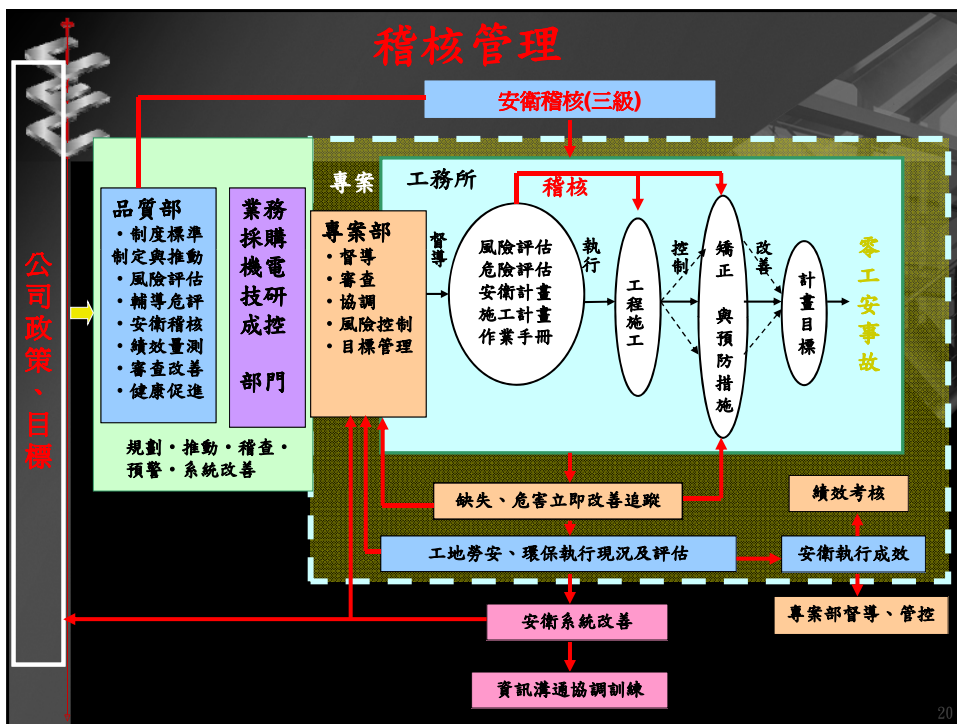 稽核管理
安衛稽核(三級)
公司政策、目標
品質部
・制度標準
制定與推動
・風險評估
・輔導危評
・安衛稽核
・績效量測
・審查改善
・健康促進
業務
採購
機電
技研
成控
部門
規劃・推動・稽查・
預警・系統改善
專案
專案部
・督導
・審查
・協調
・風險控制
・目標管理
工務所
稽核
督導
風險評估
危險評估
安衛計畫
施工計畫
作業手冊
執行
工程施工
控制
矯正 與預防措施
改善
計畫目標
零工安事故
缺失、危害立即改善追蹤
績效考核
工地勞安、環保執行現況及評估
安衛執行成效
安衛系統改善
專案部督導、管控
資訊溝通協調訓練
20